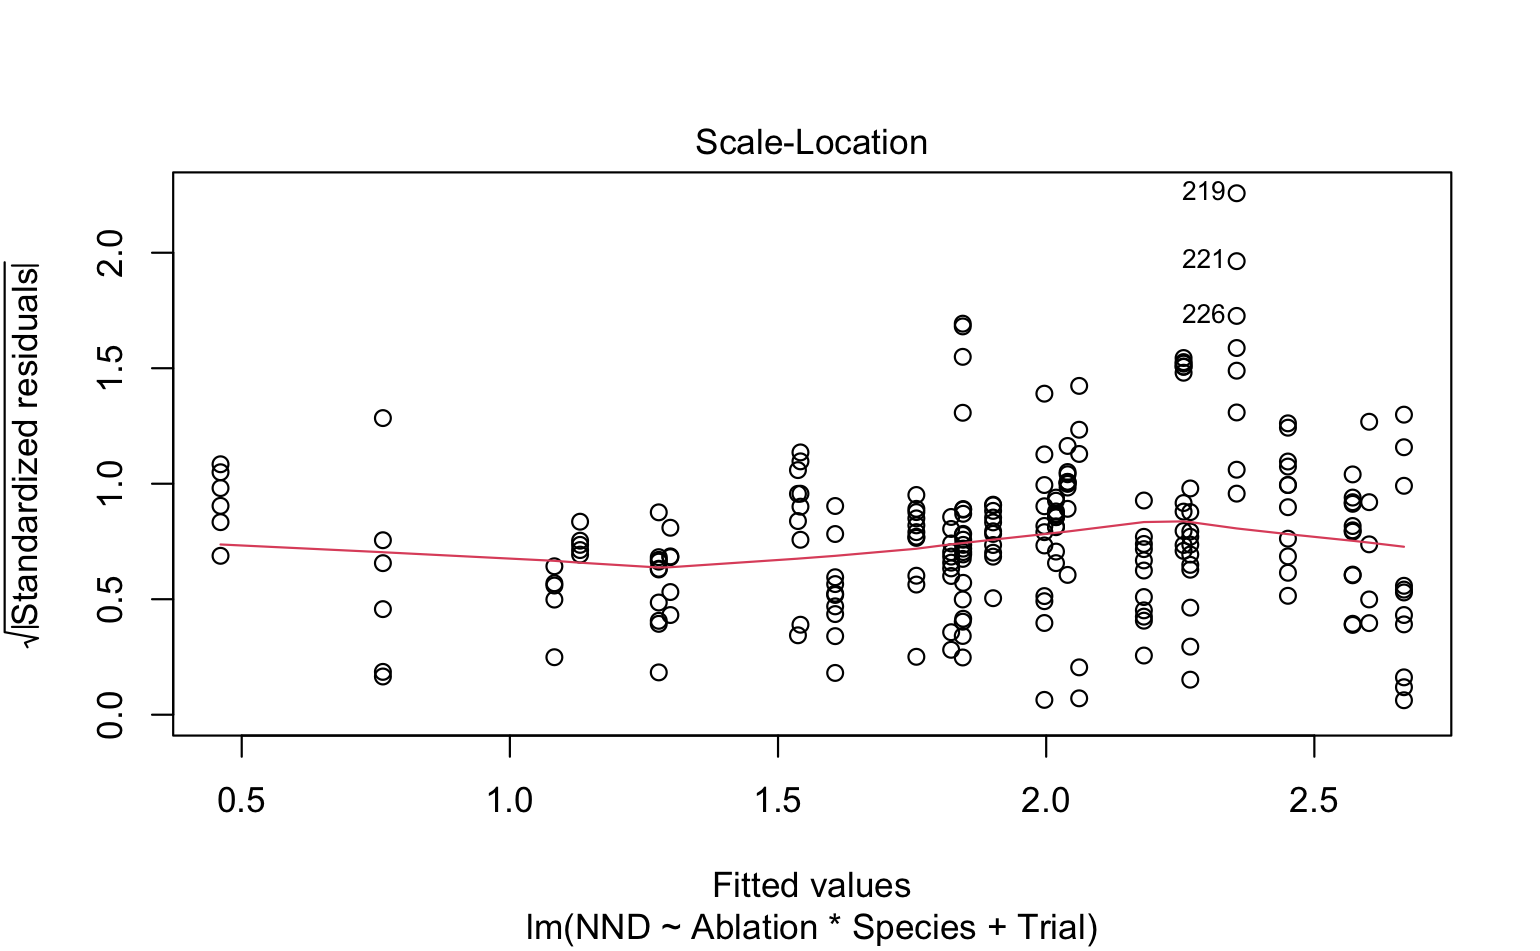 Scale-Location
√|Standardized residuals|
2.0
1.5
1.0
0.5
0.0
219
221
226
0.5 1.0 1.5 2.0 2.5
Fitted values
lm(NND ~ Ablation * Species + Trial)